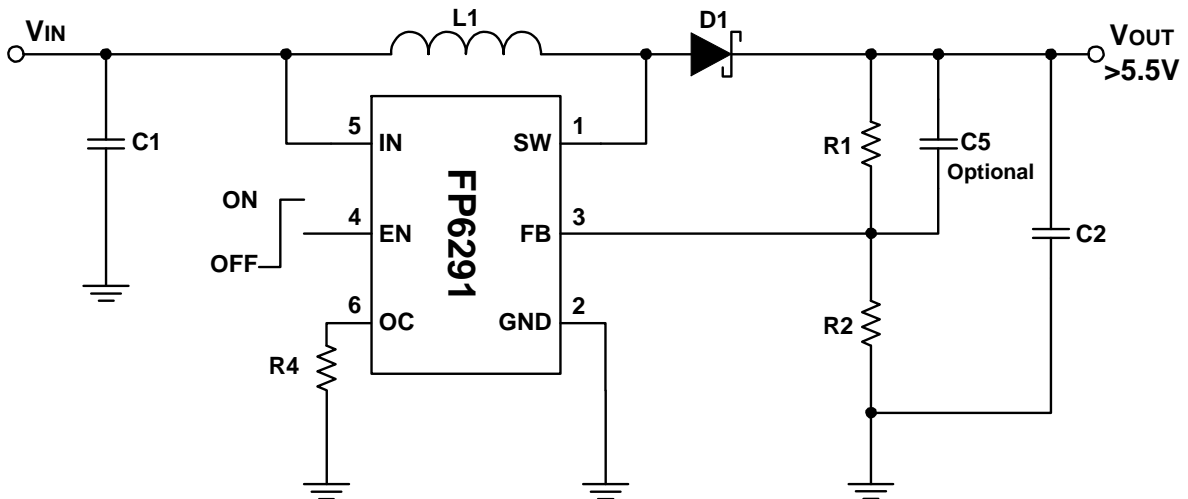 VIN
L1
D1
VOUT
>5.5V
C1
5
IN
SW
1
R1
C5
Optional
ON
OFF
4
EN
FP6291
FB
3
C2
6
OC
GND
2
R2
R4